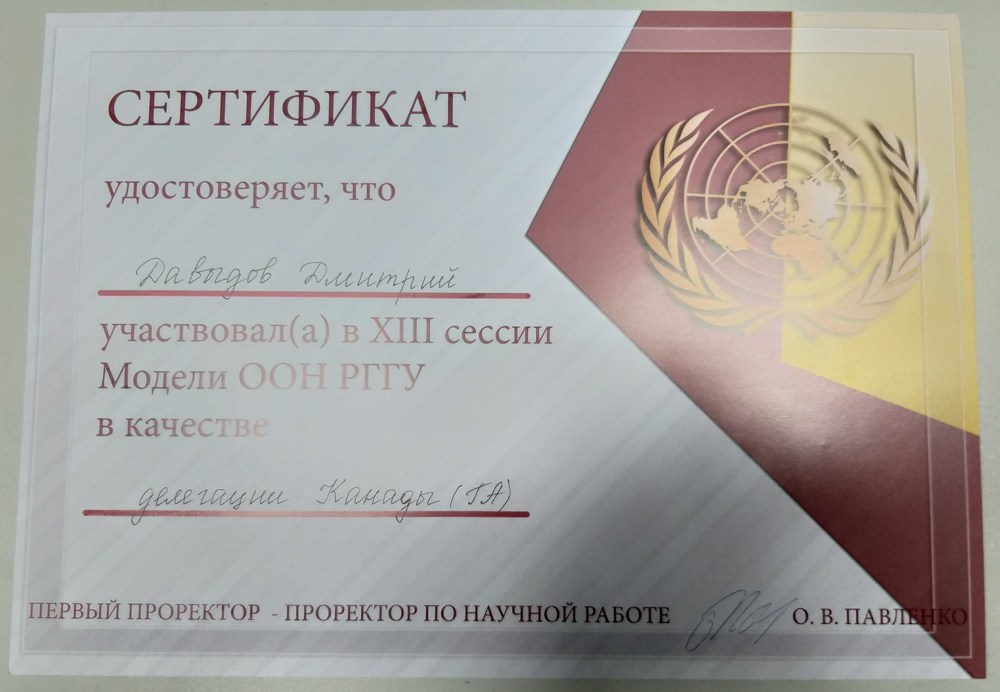 СЕРТИФИКАТ
удостоверяет, что
Давыдов Дмитрий
участвовал(а) в XIII сессии
Модели ООН РГГУ
в качестве
делегации Канады (ГА)
ПЕРВЫЙ ПРОРЕКТОР - ПРОРЕКТОР ПО НАУЧНОЙ РАБОТЕ О. В. ПАВЛЕНКО